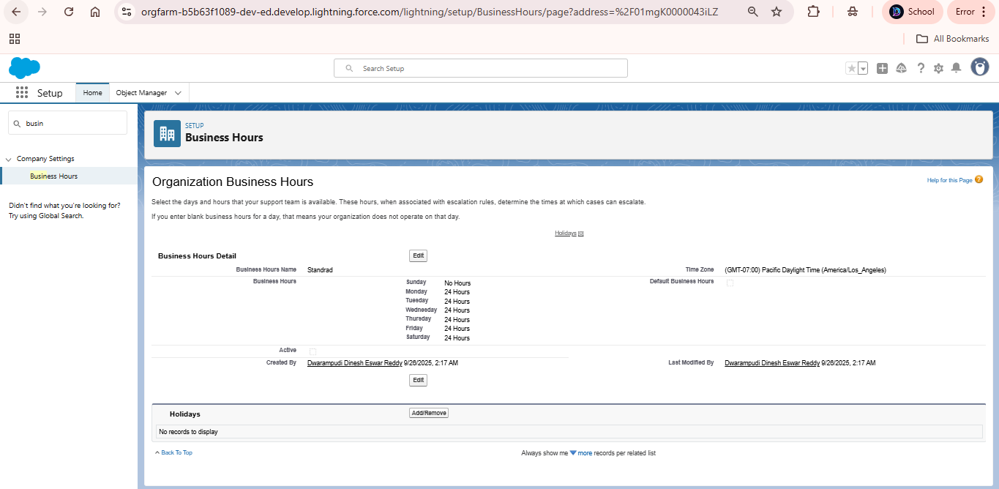 orgfarm-b5b63f1089-dev-ed.develop.lightning.force.com/lightning/setup/BusinessHours/page?address=%2F01mgK0000043iLZ
School
Error
All Bookmarks
Search Setup
Setup
Home
Object Manager
busin
Company Settings
Business Hours
Didn't find what you're looking for?
Try using Global Search.
SETUP
Business Hours
Organization Business Hours
Help for this Page ?
Select the days and hours that your support team is available. These hours, when associated with escalation rules, determine the times at which cases can escalate.
If you enter blank business hours for a day, that means your organization does not operate on that day.
Holidays [0]
Business Hours Detail
Edit
Business Hours Name Standrad
Time Zone (GMT-07:00) Pacific Daylight Time (America/Los_Angeles)
Business Hours
Sunday No Hours
Monday 24 Hours
Tuesday 24 Hours
Wednesday 24 Hours
Thursday 24 Hours
Friday 24 Hours
Saturday 24 Hours
Default Business Hours
Active
Created By Dwarampudi Dinesh Eswar Reddy 9/26/2025, 2:17 AM
Last Modified By Dwarampudi Dinesh Eswar Reddy 9/26/2025, 2:17 AM
Edit
Holidays
Add/Remove
No records to display
Back To Top
Always show me more records per related list